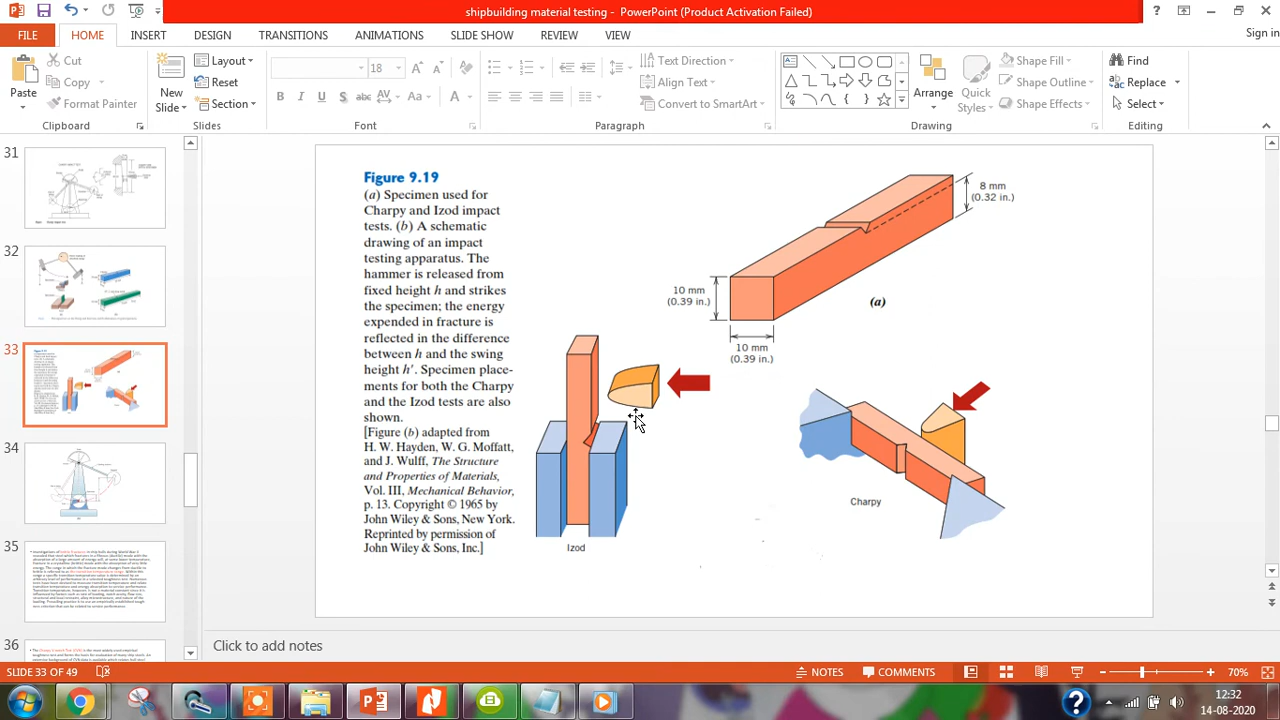 shipbuilding material testing - PowerPoint (Product Activation Failed)
FILE HOME INSERT DESIGN TRANSITIONS ANIMATIONS SLIDE SHOW REVIEW VIEW Sign in
Paste
Cut
Copy
Format Painter
Clipboard
New
Slide
Layout
Reset
Section
Slides
18
B I U S abc AV Aa A
Font
Text Direction
Align Text
Convert to SmartArt
Paragraph
Arrange
Quick
Styles
Shape Fill
Shape Outline
Shape Effects
Drawing
Find
Replace
Select
Editing
31
32
33
34
35
36
Figure 9.19
(a) Specimen used for
Charpy and Izod impact
tests. (b) A schematic
drawing of an impact
testing apparatus. The
hammer is released from
fixed height h and strikes
the specimen; the energy
expended in fracture is
reflected in the difference
between h and the swing
height h'. Specimen place-
ments for both the Charpy
and the Izod tests are also
shown.
[Figure (b) adapted from
H. W. Hayden, W. G. Moffatt,
and J. Wulff, The Structure
and Properties of Materials,
Vol. III, Mechanical Behavior,
p. 13. Copyright © 1965 by
John Wiley & Sons, New York.
Reprinted by permission of
John Wiley & Sons, Inc.]
8 mm
(0.32 in.)
10 mm
(0.39 in.)
10 mm
(0.39 in.)
(a)
Izod
Charpy
Click to add notes
SLIDE 33 OF 49
NOTES
COMMENTS
70%
12:32
14-08-2020